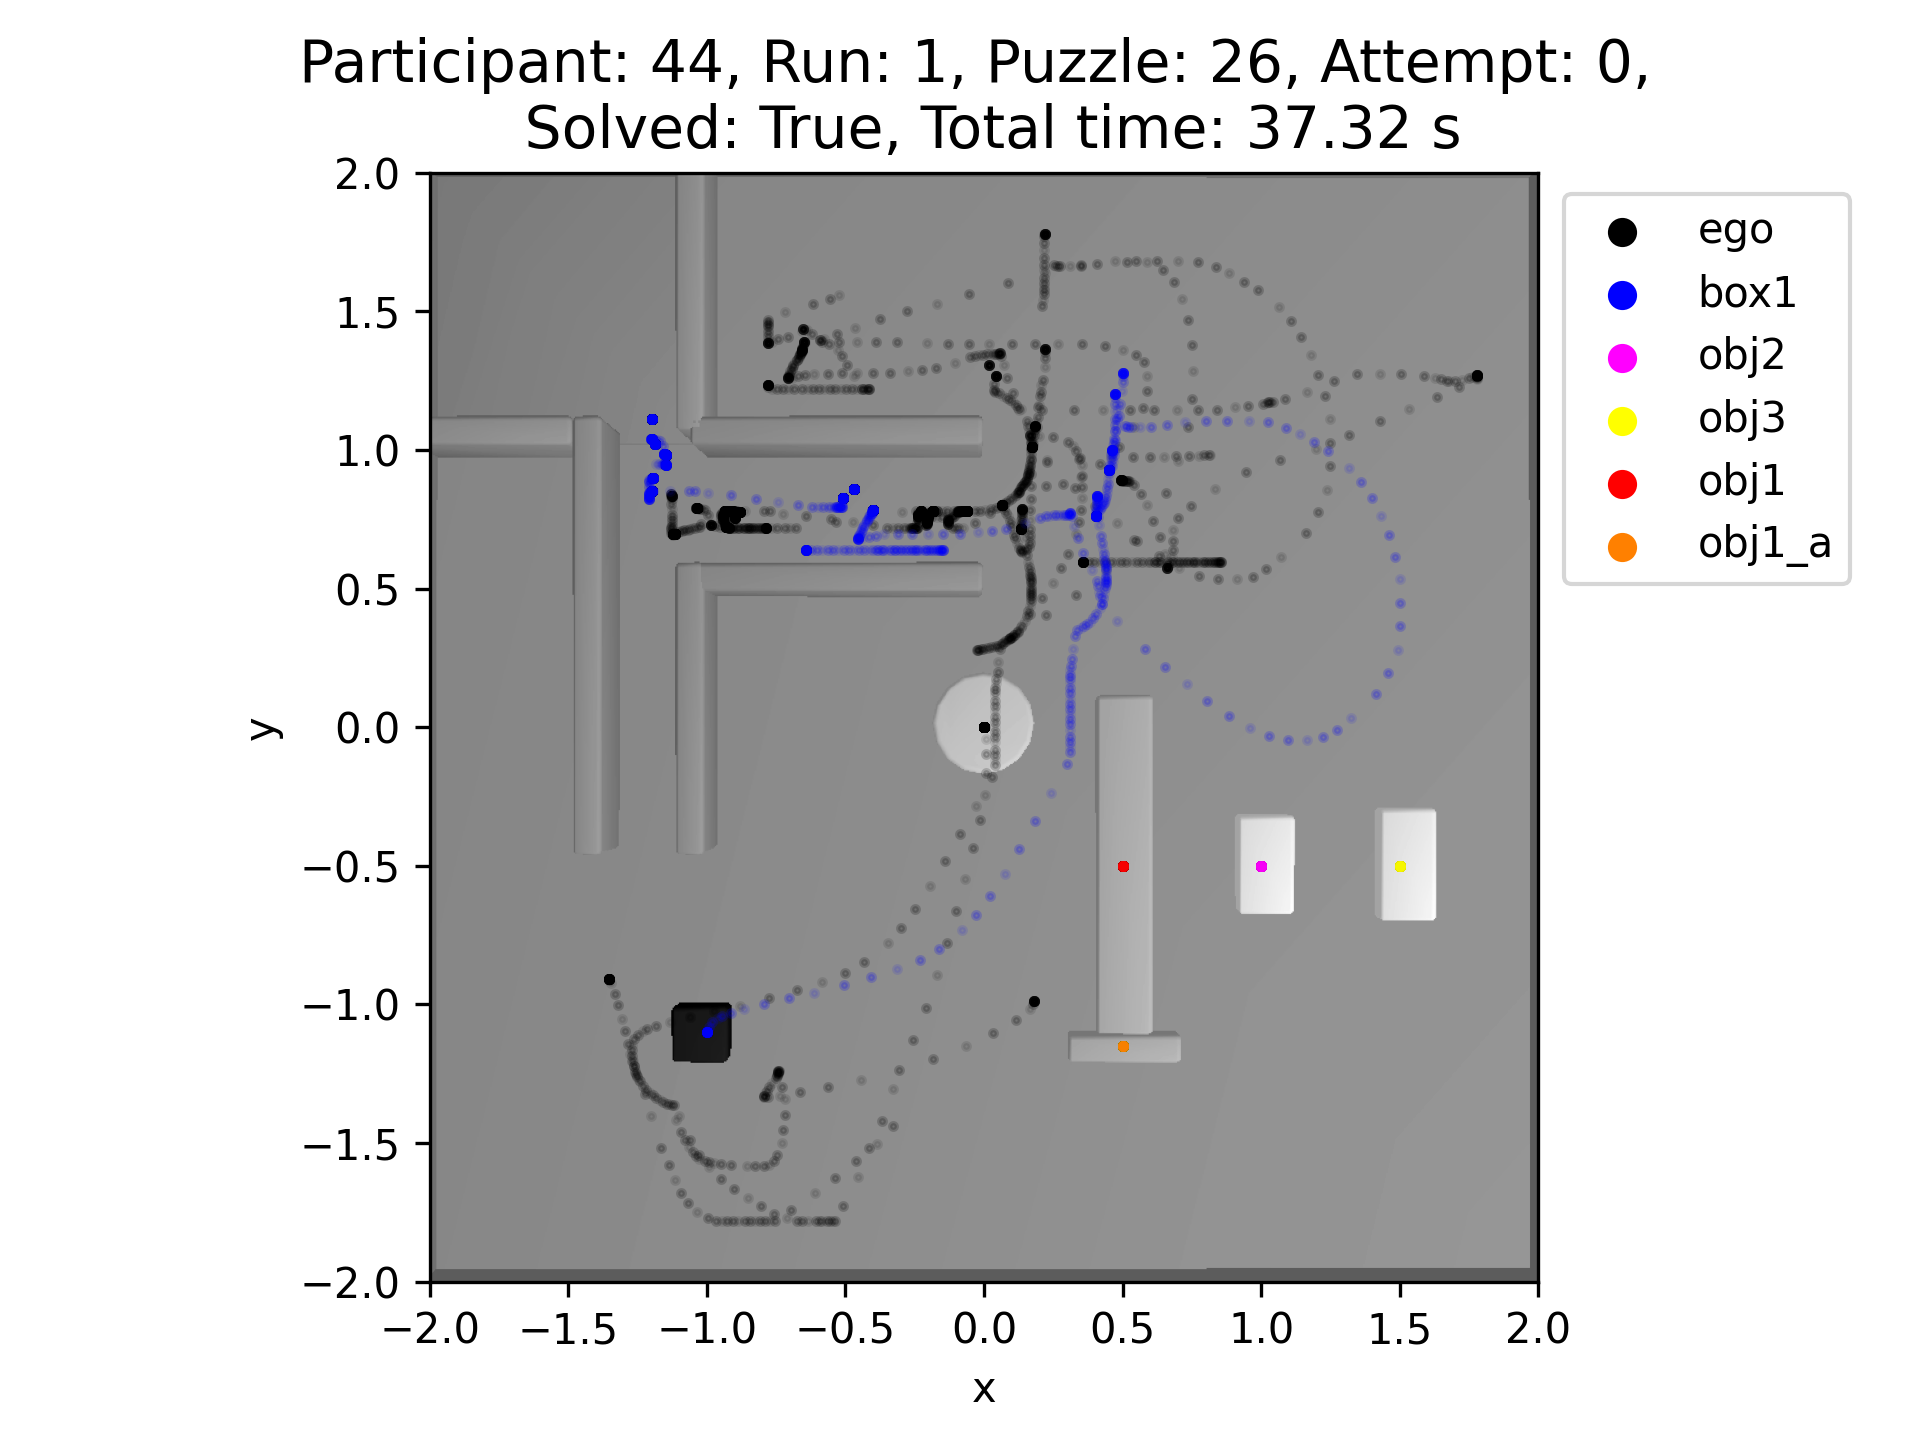 Participant: 44, Run: 1, Puzzle: 26, Attempt: 0,
Solved: True, Total time: 37.32 s
2.0
1.5
1.0
0.5
0.0
−0.5
−1.0
−1.5
−2.0
y
−2.0 −1.5 −1.0 −0.5 0.0 0.5 1.0 1.5 2.0
x
ego
box1
obj2
obj3
obj1
obj1_a